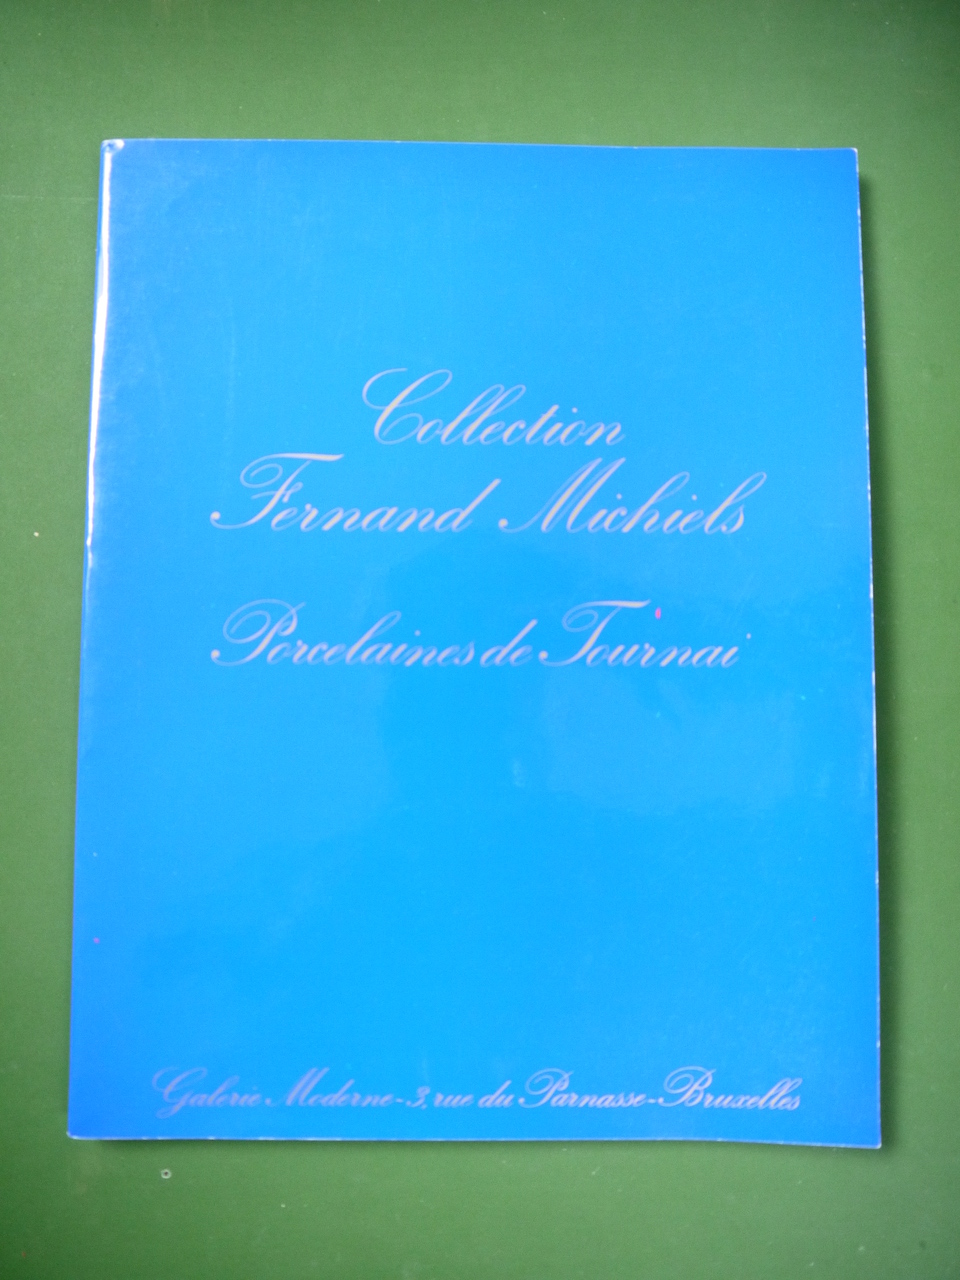 Collection
Fernand Michiels
Porcelaines de Tournai
Galerie Moderne-3, rue du Parnasse-Bruxelles